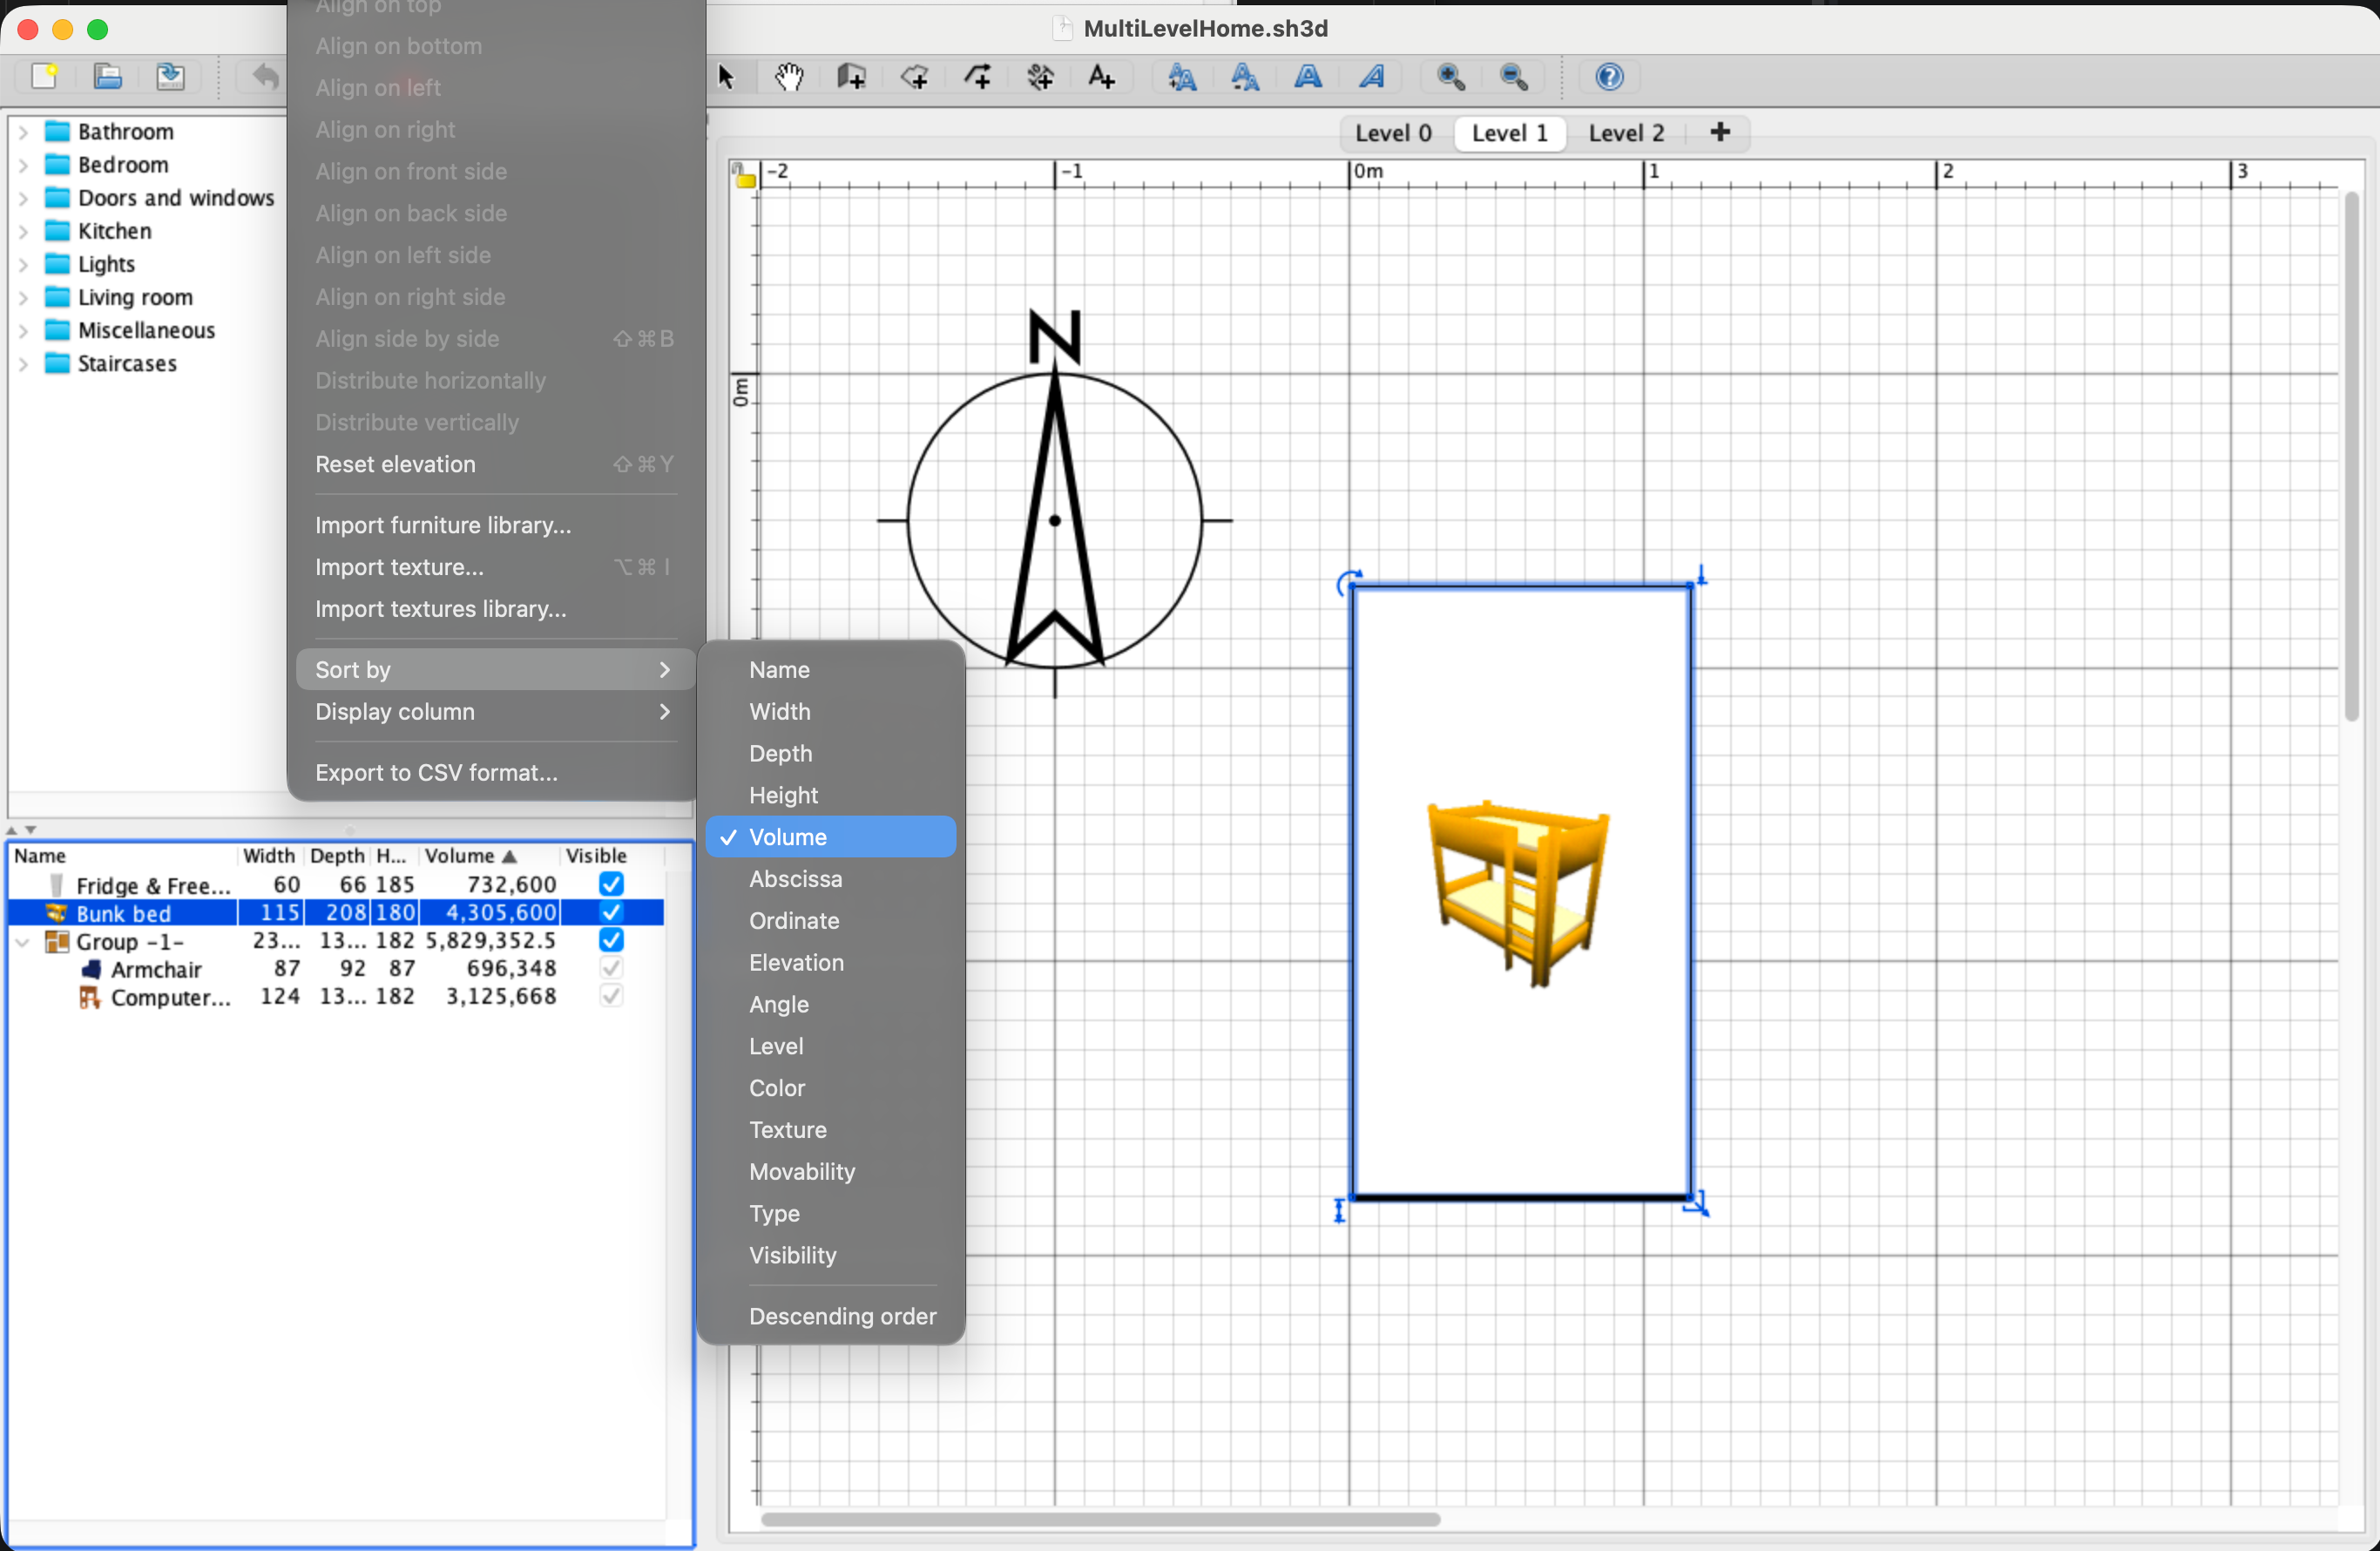 MultiLevelHome.sh3d
Align on top
Align on bottom
Align on left
Align on right
Align on front side
Align on back side
Align on left side
Align on right side
Align side by side ⇧⌘B
Distribute horizontally
Distribute vertically
Reset elevation ⇧⌘Y
Import furniture library...
Import texture... ⌥⌘I
Import textures library...
Sort by
Display column
Export to CSV format...
Name
Width
Depth
Height
✓ Volume
Abscissa
Ordinate
Elevation
Angle
Level
Color
Texture
Movability
Type
Visibility
Descending order
Bathroom
Bedroom
Doors and windows
Kitchen
Lights
Living room
Miscellaneous
Staircases
Name Width Depth H... Volume ▲ Visible
Fridge & Free... 60 66 185 732,600
Bunk bed 115 208 180 4,305,600
Group -1- 23... 13... 182 5,829,352.5
Armchair 87 92 87 696,348
Computer... 124 13... 182 3,125,668
Level 0 Level 1 Level 2 +
-2 -1 0m 1 2 3
0m
N